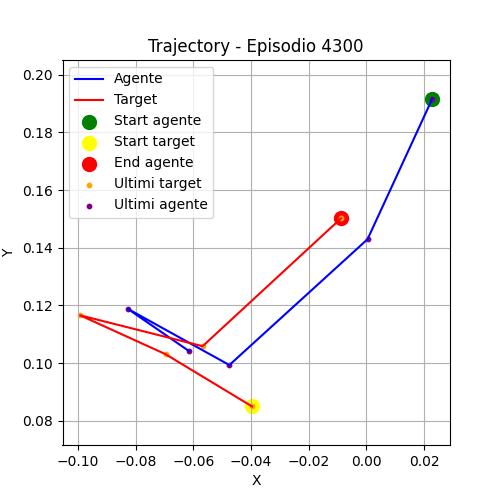 Trajectory - Episodio 4300
Agente
Target
Start agente
Start target
End agente
Ultimi target
Ultimi agente
0.20
0.18
0.16
0.14
0.12
0.10
0.08
Y
−0.10 −0.08 −0.06 −0.04 −0.02 0.00 0.02
X